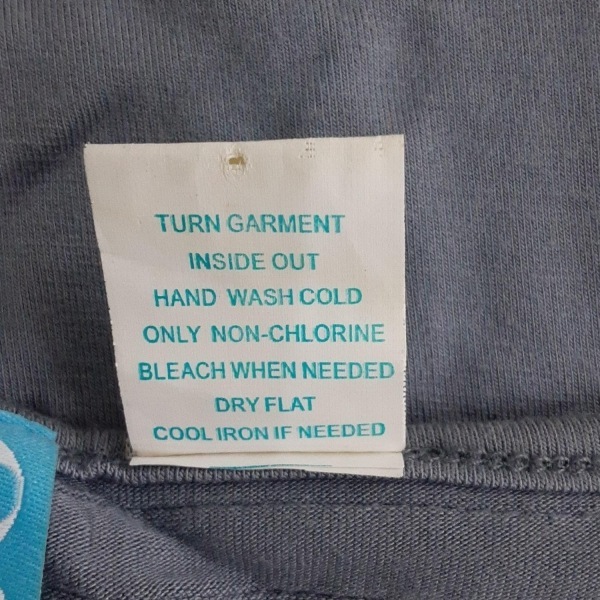 TURN GARMENT
INSIDE OUT
HAND WASH COLD
ONLY NON-CHLORINE
BLEACH WHEN NEEDED
DRY FLAT
COOL IRON IF NEEDED